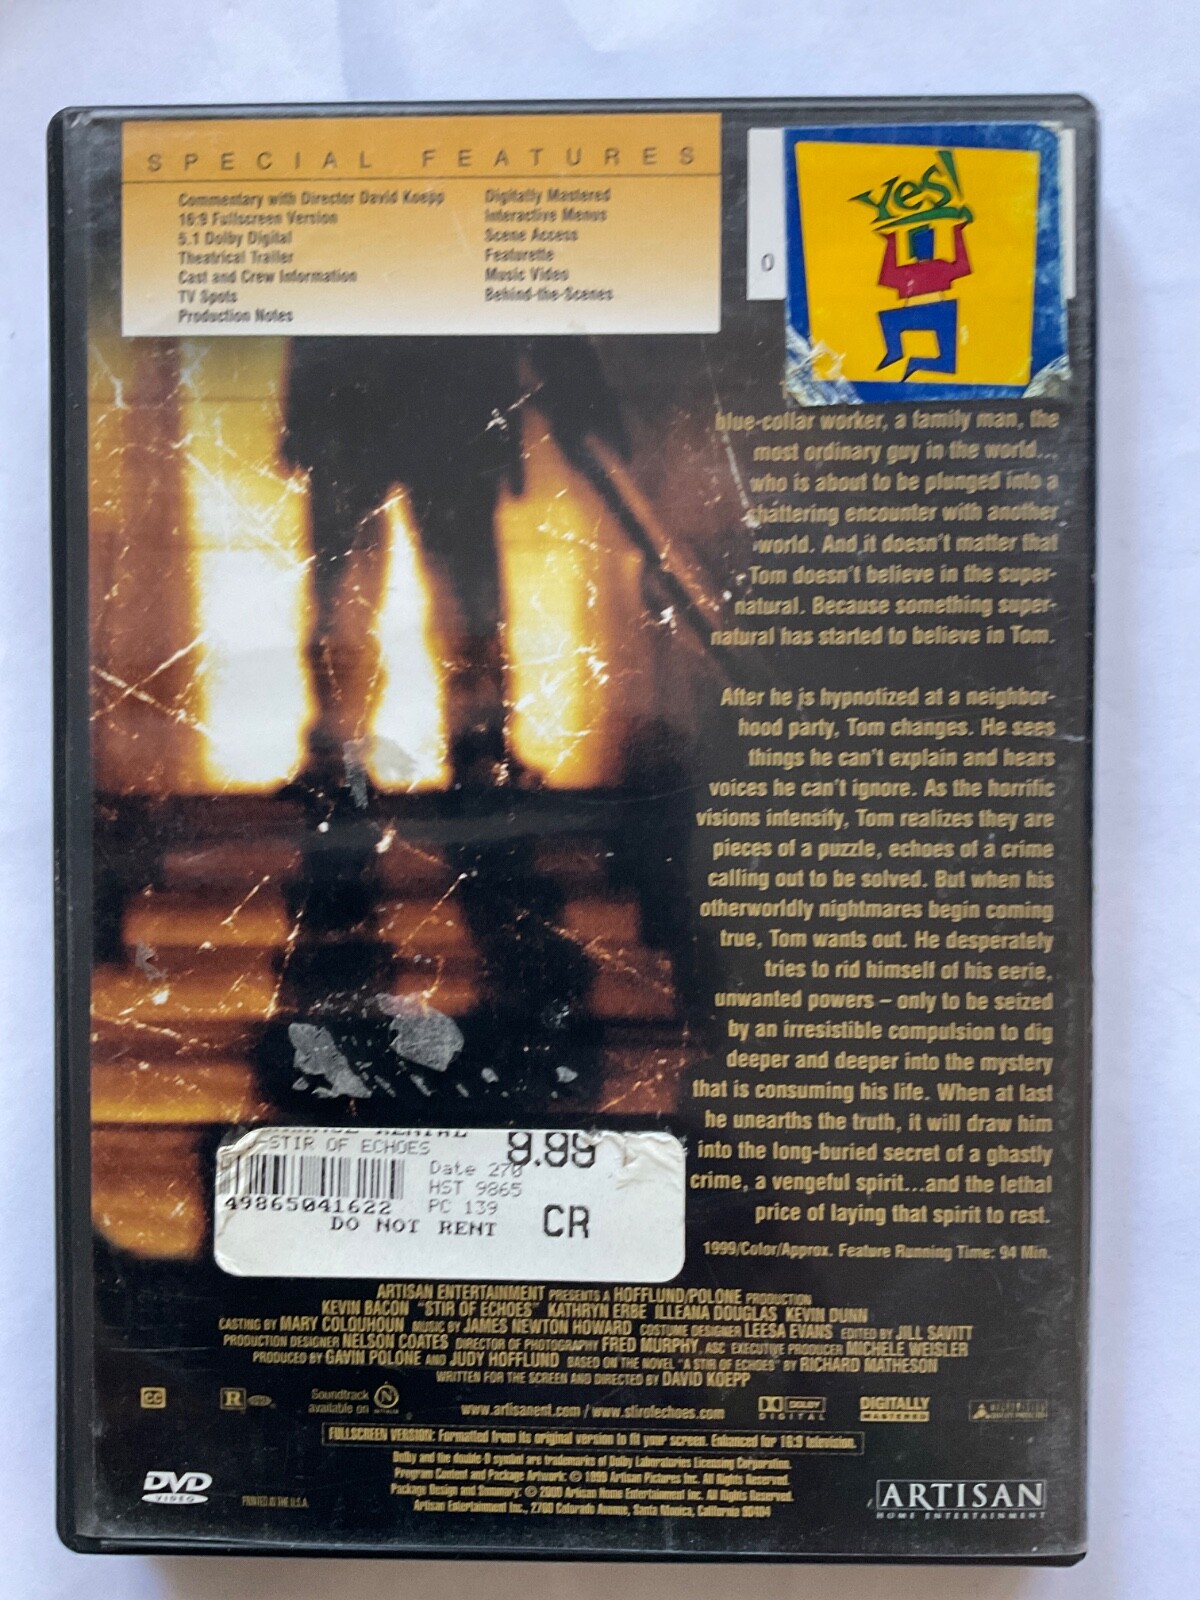 SPECIAL FEATURES
Commentary with Director David Koepp
16:9 Fullscreen Version
5.1 Dolby Digital
Theatrical Trailer
Cast and Crew Information
TV Spots
Production Notes
Digitally Mastered
Interactive Menus
Scene Access
Featurette
Music Video
Behind-the-Scenes
Yes!
0
blue-collar worker, a family man, the
most ordinary guy in the world...
who is about to be plunged into a
shattering encounter with another
world. And it doesn't matter that
Tom doesn't believe in the super-
natural. Because something super-
natural has started to believe in Tom.
After he is hypnotized at a neighbor-
hood party, Tom changes. He sees
things he can't explain and hears
voices he can't ignore. As the horrific
visions intensify, Tom realizes they are
pieces of a puzzle, echoes of a crime
calling out to be solved. But when his
otherworldly nightmares begin coming
true, Tom wants out. He desperately
tries to rid himself of his eerie,
unwanted powers – only to be seized
by an irresistible compulsion to dig
deeper and deeper into the mystery
that is consuming his life. When at last
he unearths the truth, it will draw him
into the long-buried secret of a ghastly
crime, a vengeful spirit...and the lethal
price of laying that spirit to rest.
1999/Color/Approx. Feature Running Time: 94 Min.
RENTAL
-STIR OF ECHOES
9.99
Date 270
HST 9865
49865041622
PC 139
DO NOT RENT
CR
ARTISAN ENTERTAINMENT PRESENTS A HOFFLUND/POLONE PRODUCTION
KEVIN BACON "STIR OF ECHOES" KATHRYN ERBE ILLEANA DOUGLAS KEVIN DUNN
CASTING BY MARY COLQUHOUN MUSIC BY JAMES NEWTON HOWARD COSTUME DESIGNER LEESA EVANS EDITED BY JILL SAVITT
PRODUCTION DESIGNER NELSON COATES DIRECTOR OF PHOTOGRAPHY FRED MURPHY, ASC EXECUTIVE PRODUCER MICHELE WEISLER
PRODUCED BY GAVIN POLONE AND JUDY HOFFLUND BASED ON THE NOVEL "A STIR OF ECHOES" BY RICHARD MATHESON
WRITTEN FOR THE SCREEN AND DIRECTED BY DAVID KOEPP
CC
R
Soundtrack
available on
N
www.artisanent.com / www.stirofechoes.com
DOLBY
DIGITAL
DIGITALLY
MASTERED
FULLSCREEN VERSION: Formatted from its original version to fit your screen. Enhanced for 16:9 television.
Dolby and the double-D symbol are trademarks of Dolby Laboratories Licensing Corporation.
Program Content and Package Artwork: © 1999 Artisan Pictures Inc. All Rights Reserved.
Package Design and Summary: © 2000 Artisan Home Entertainment Inc. All Rights Reserved.
Artisan Entertainment Inc., 2700 Colorado Avenue, Santa Monica, California 90404
DVD
VIDEO
PRINTED IN THE U.S.A.
ARTISAN
HOME ENTERTAINMENT